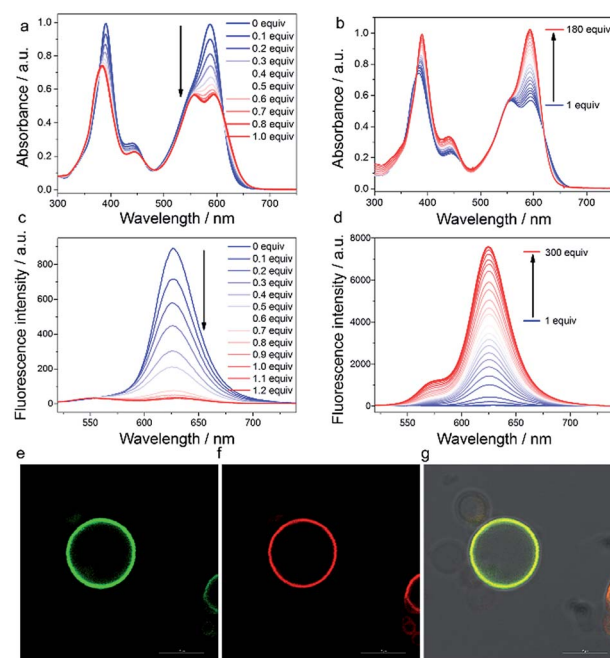 a
0 equiv
0.1 equiv
0.2 equiv
0.3 equiv
0.4 equiv
0.5 equiv
0.6 equiv
0.7 equiv
0.8 equiv
1.0 equiv
Absorbance / a.u.
1.0
0.8
0.6
0.4
0.2
0.0
300 400 500 600 700
Wavelength / nm
b
180 equiv
1 equiv
Absorbance / a.u.
1.0
0.8
0.6
0.4
0.2
0.0
300 400 500 600 700
Wavelength / nm
c
0 equiv
0.1 equiv
0.2 equiv
0.3 equiv
0.4 equiv
0.5 equiv
0.6 equiv
0.7 equiv
0.8 equiv
0.9 equiv
1.0 equiv
1.1 equiv
1.2 equiv
Fluorescence intensity / a.u.
800
600
400
200
0
550 600 650 700
Wavelength / nm
d
300 equiv
1 equiv
Fluorescence intensity / a.u.
8000
6000
4000
2000
0
500 550 600 650 700
Wavelength / nm
e
f
g